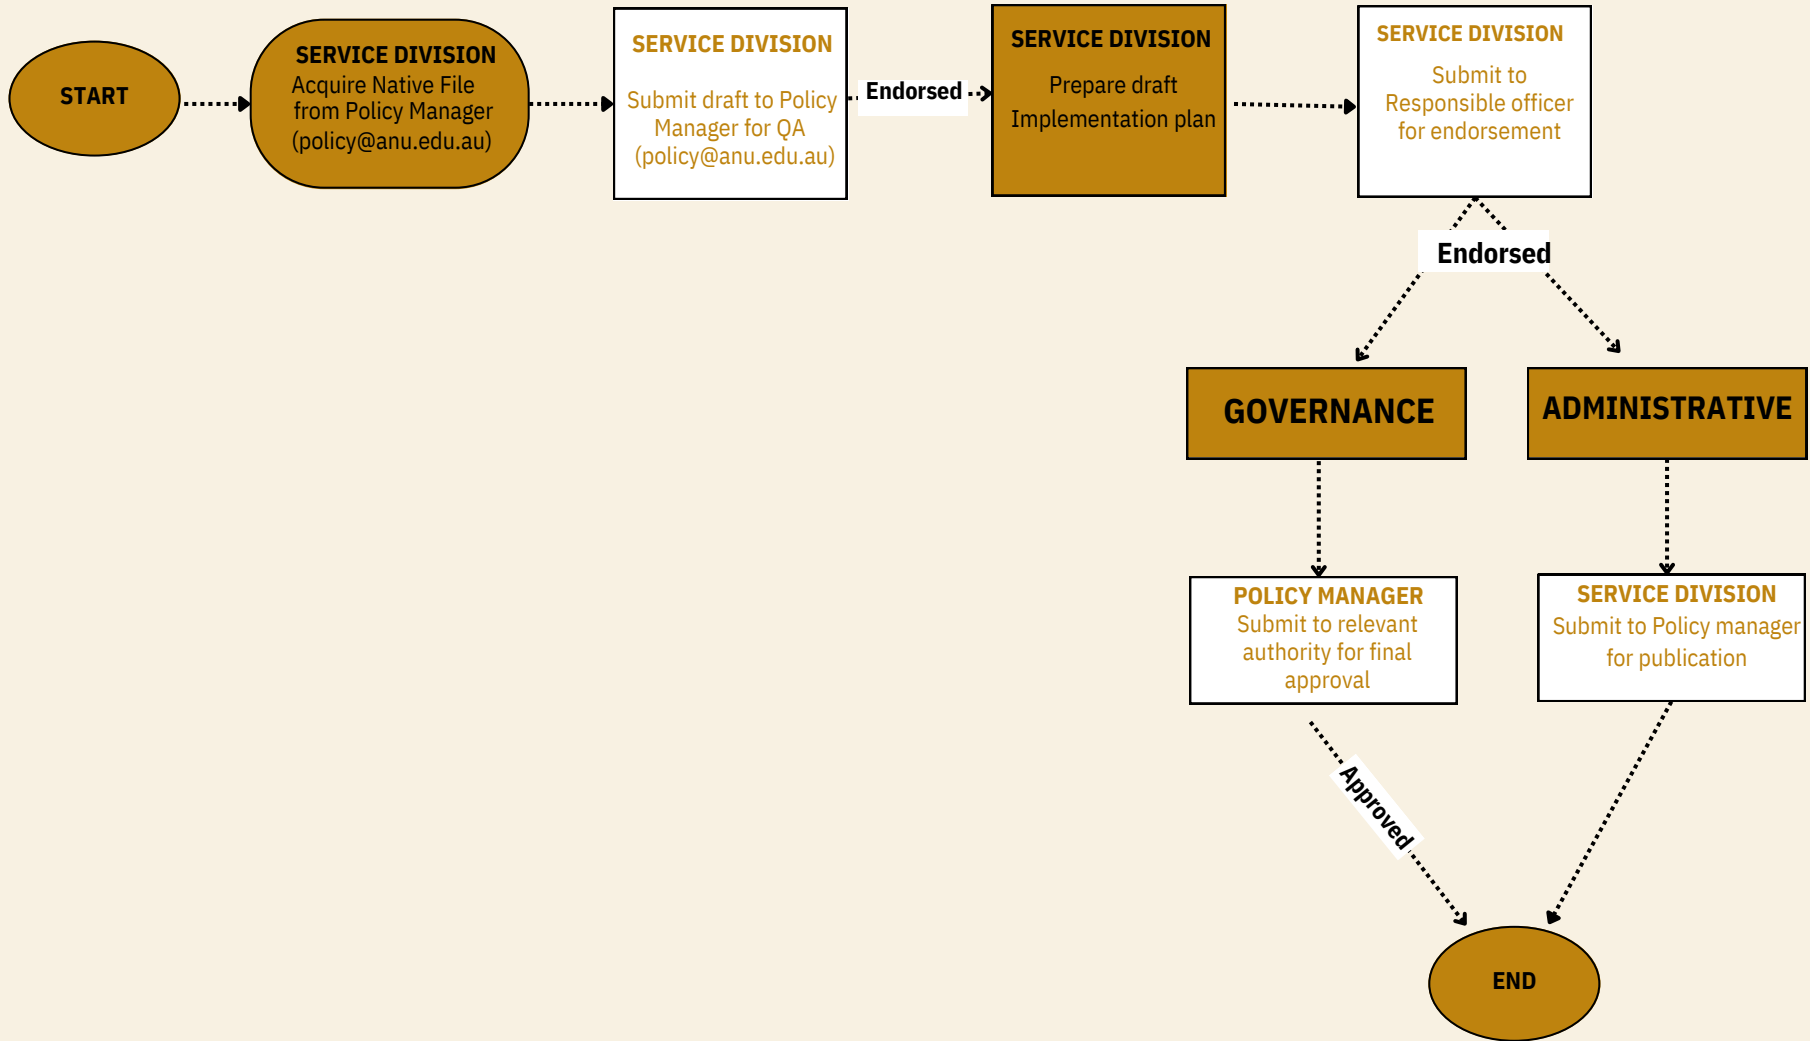 START
SERVICE DIVISION
Acquire Native File
from Policy Manager
(policy@anu.edu.au)
SERVICE DIVISION
Submit draft to Policy
Manager for QA
(policy@anu.edu.au)
Endorsed
SERVICE DIVISION
Prepare draft
Implementation plan
SERVICE DIVISION
Submit to
Responsible officer
for endorsement
Endorsed
GOVERNANCE
ADMINISTRATIVE
POLICY MANAGER
Submit to relevant
authority for final
approval
SERVICE DIVISION
Submit to Policy manager
for publication
Approved
END